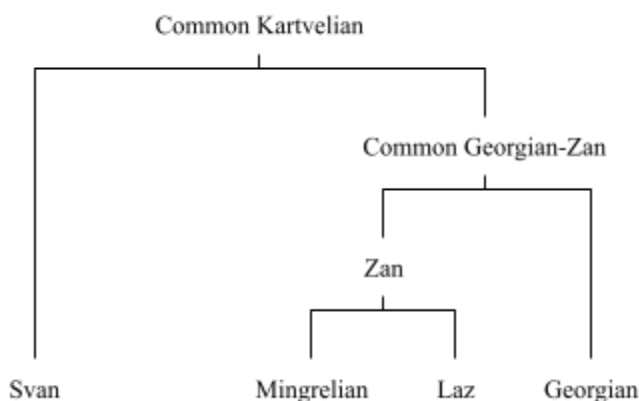 Common Kartvelian
Common Georgian-Zan
Zan
Svan
Mingrelian
Laz
Georgian